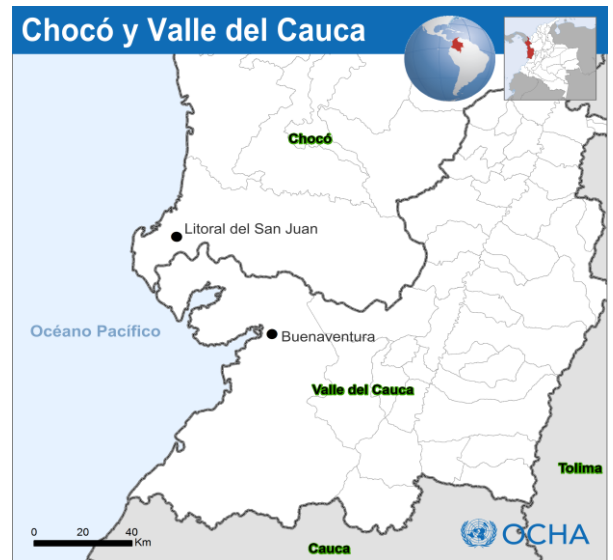 Chocó y Valle del Cauca
Chocó
Litoral del San Juan
Océano Pacífico
Buenaventura
Valle del Cauca
Tolima
0 20 40
Km
Cauca
OCHA